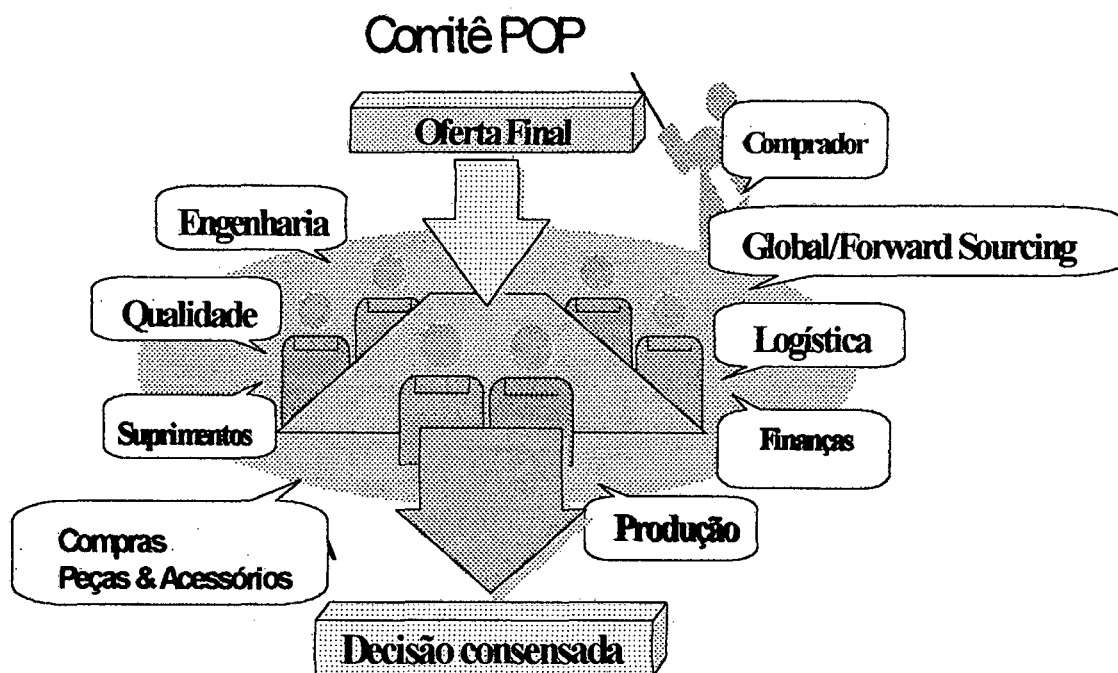 Comitê POP
Oferta Final
Comprador
Engenharia
Global/Forward Sourcing
Qualidade
Logística
Suprimentos
Finanças
Produção
Compras
Peças & Acessórios
Decisão consensada